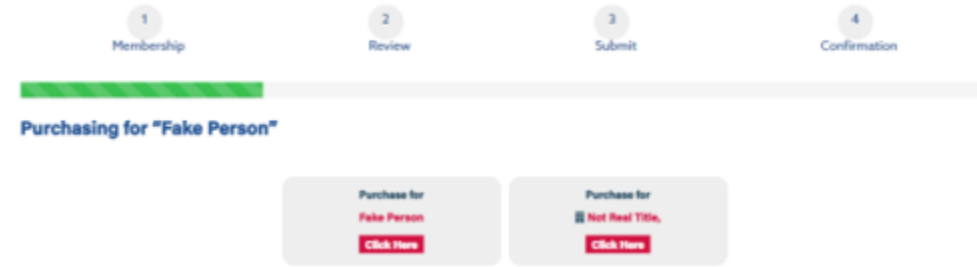 1 2 3 4
Membership Review Submit Confirmation
Purchasing for “Fake Person”
Purchase for Purchase for
Fake Person Not Real Title,
Click Here Click Here